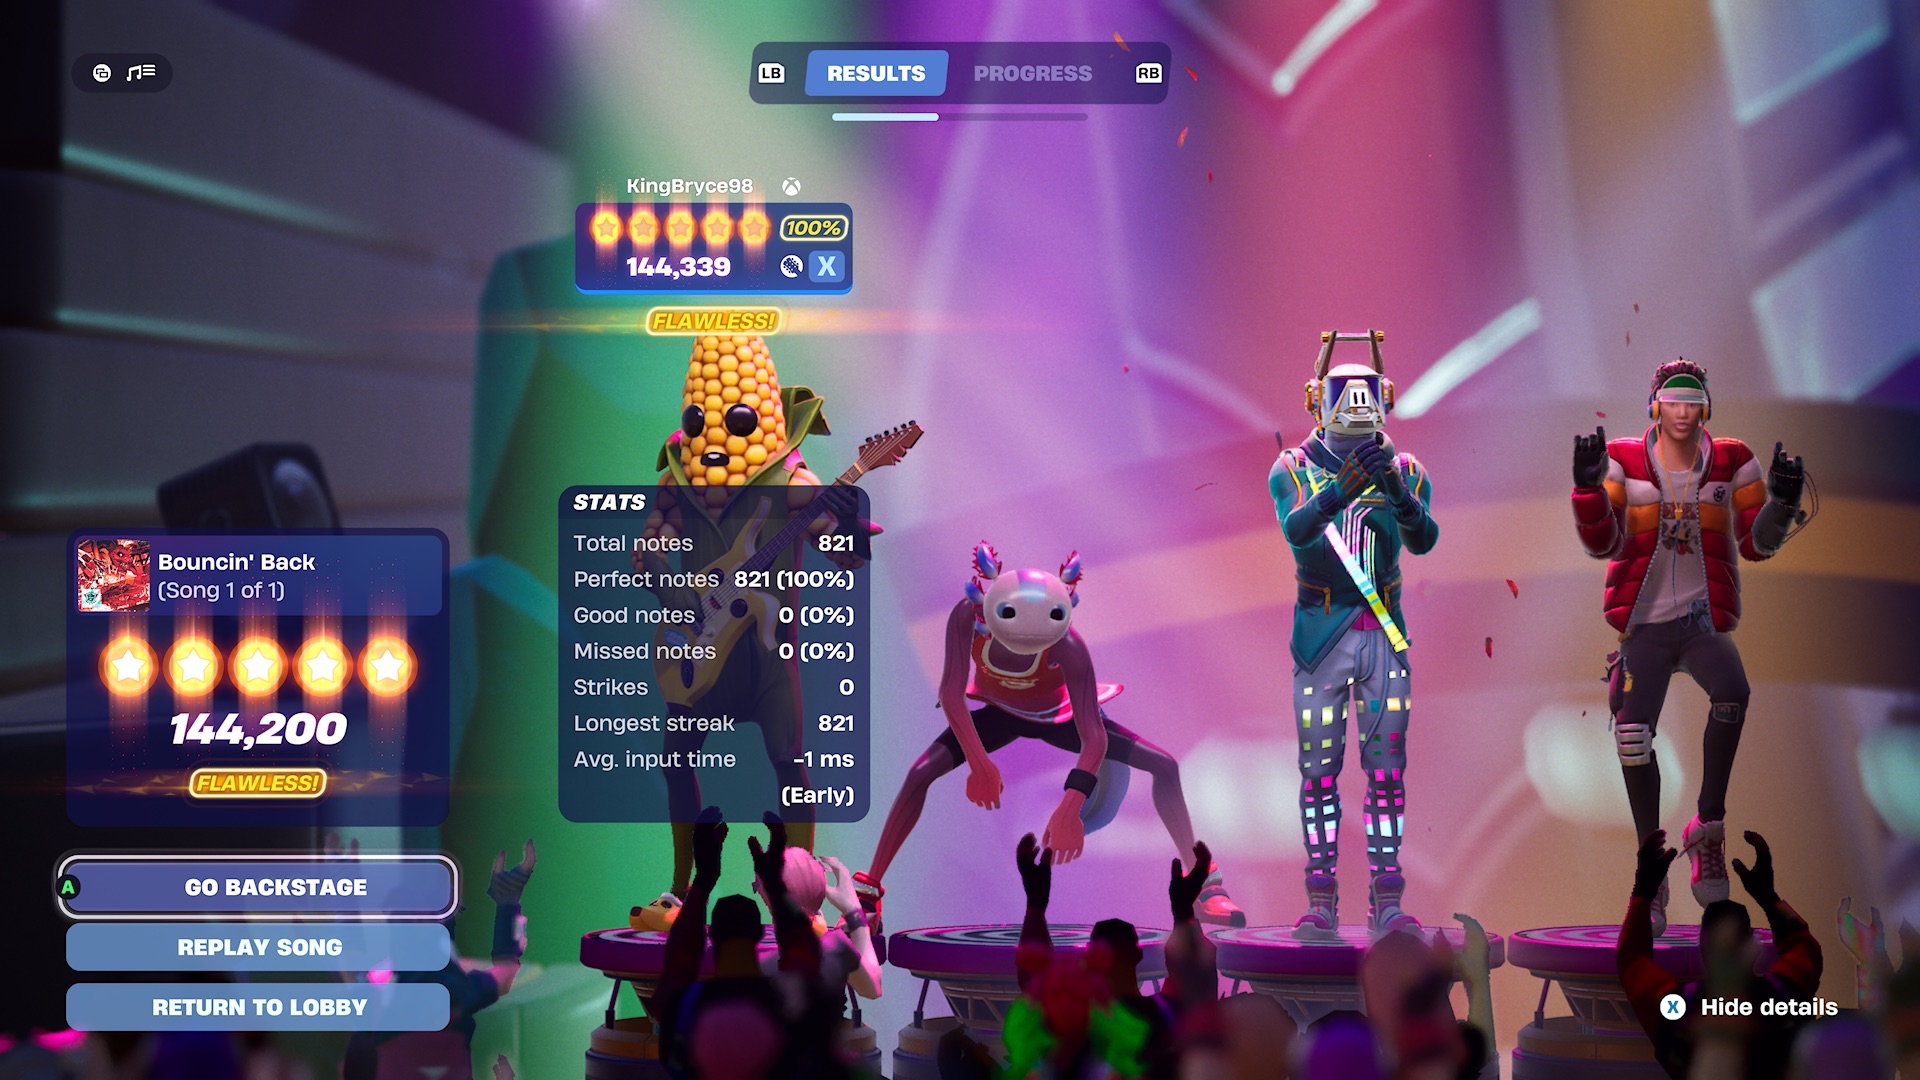 LB RESULTS PROGRESS RB
KingBryce98
100%
144,339 X
FLAWLESS!
STATS
Total notes 821
Perfect notes 821 (100%)
Good notes 0 (0%)
Missed notes 0 (0%)
Strikes 0
Longest streak 821
Avg. input time -1 ms
(Early)
Bouncin' Back
(Song 1 of 1)
144,200
FLAWLESS!
A GO BACKSTAGE
REPLAY SONG
RETURN TO LOBBY
X Hide details